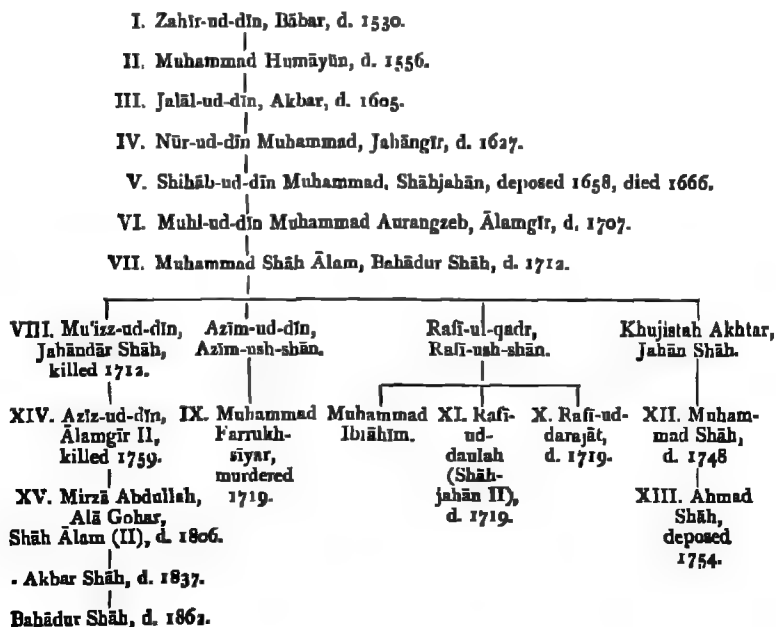 I. Zahīr-ud-dīn, Bābar, d. 1530.
II. Muhammad Humāyūn, d. 1556.
III. Jalāl-ud-dīn, Akbar, d. 1605.
IV. Nūr-ud-dīn Muhammad, Jahāngīr, d. 1627.
V. Shihāb-ud-dīn Muhammad, Shāhjahān, deposed 1658, died 1666.
VI. Muhī-ud-dīn Muhammad Aurangzeb, Ālamgīr, d. 1707.
VII. Muhammad Shāh Ālam, Bahādur Shāh, d. 1712.
VIII. Mu'izz-ud-dīn,
Jahāndār Shāh,
killed 1712.
Azīm-ud-dīn,
Azīm-ush-shān.
Rafī-ul-qadr,
Rafī-ush-shān.
Khujistah Akhtar,
Jahān Shāh.
XIV. Azīz-ud-dīn,
Ālamgīr II,
killed 1759.
IX. Muhammad
Farrukh-
sīyar,
murdered
1719.
Muhammad
Ibrāhīm.
XI. Rafī-
ud-
daulah
(Shāh-
jahān II),
d. 1719.
X. Rafī-ud-
darajāt,
d. 1719.
XII. Muham-
mad Shāh,
d. 1748
XV. Mirzā Abdullah,
Alā Gohar,
Shāh Ālam (II), d. 1806.
XIII. Ahmad
Shāh,
deposed
1754.
. Akbar Shāh, d. 1837.
Bahādur Shāh, d. 1862.